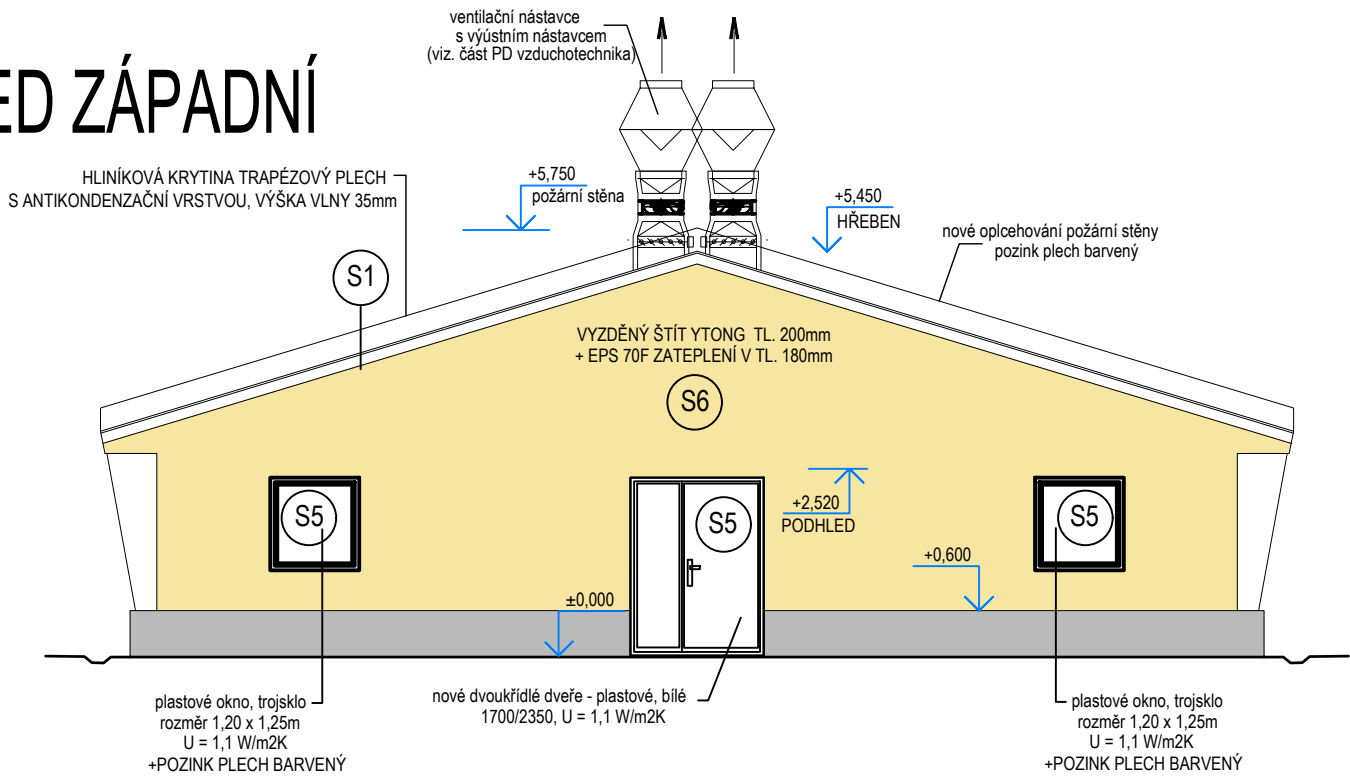 ED ZÁPADNÍ
ventilační nástavce
s výústním nástavcem
(viz. část PD vzduchotechnika)
HLINÍKOVÁ KRYTINA TRAPÉZOVÝ PLECH
S ANTIKONDENZAČNÍ VRSTVOU, VÝŠKA VLNY 35mm
+5,750
požární stěna
+5,450
HŘEBEN
nové oplcehování požární stěny
pozink plech barvený
S1
VYZDĚNÝ ŠTÍT YTONG TL. 200mm
+ EPS 70F ZATEPLENÍ V TL. 180mm
S6
S5
S5
S5
+2,520
PODHLED
+0,600
±0,000
plastové okno, trojsklo
rozměr 1,20 x 1,25m
U = 1,1 W/m2K
+POZINK PLECH BARVENÝ
nové dvoukřídlé dveře - plastové, bílé
1700/2350, U = 1,1 W/m2K
plastové okno, trojsklo
rozměr 1,20 x 1,25m
U = 1,1 W/m2K
+POZINK PLECH BARVENÝ